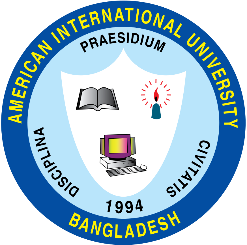 AMERICAN INTERNATIONAL UNIVERSITY
PRAESIDIUM
DISCIPLINA
CIVITATIS
1994
BANGLADESH